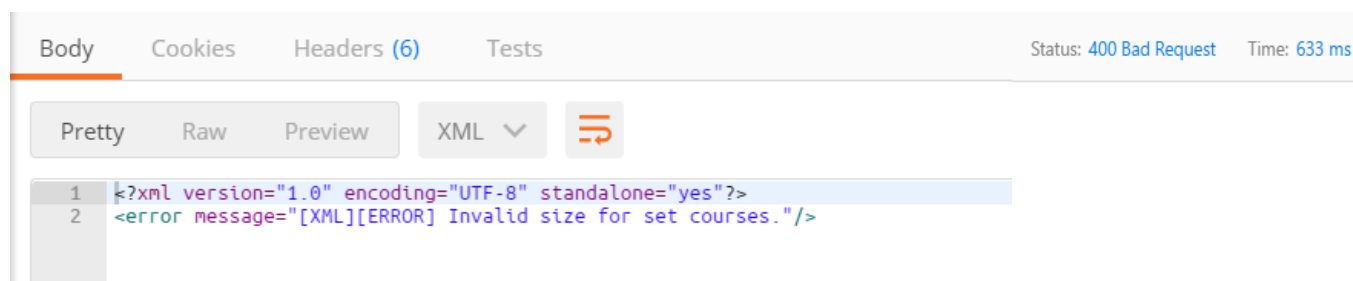 Body Cookies Headers (6) Tests Status: 400 Bad Request Time: 633 ms
Pretty Raw Preview XML
1 <?xml version="1.0" encoding="UTF-8" standalone="yes"?>
2 <error message="[XML][ERROR] Invalid size for set courses."/>